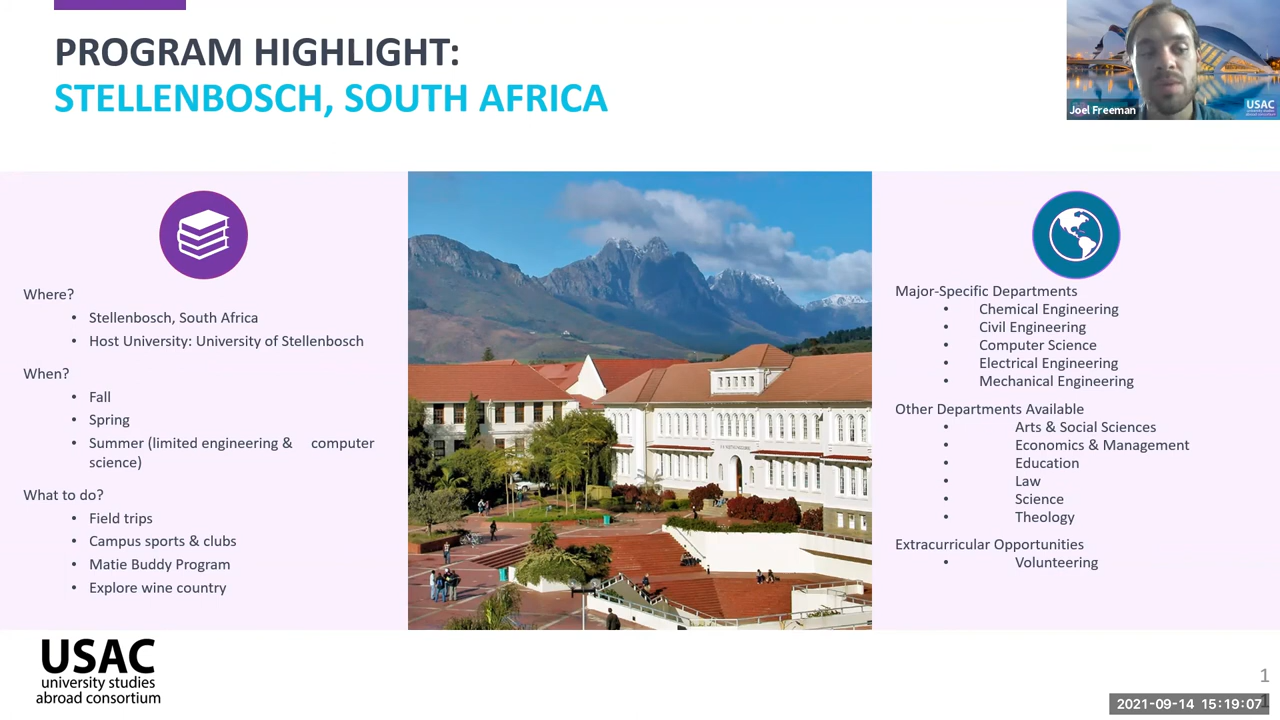 PROGRAM HIGHLIGHT:
STELLENBOSCH, SOUTH AFRICA
Joel Freeman
USAC
Where?
• Stellenbosch, South Africa
• Host University: University of Stellenbosch
When?
• Fall
• Spring
• Summer (limited engineering & computer
science)
What to do?
• Field trips
• Campus sports & clubs
• Matie Buddy Program
• Explore wine country
Major-Specific Departments
• Chemical Engineering
• Civil Engineering
• Computer Science
• Electrical Engineering
• Mechanical Engineering
Other Departments Available
• Arts & Social Sciences
• Economics & Management
• Education
• Law
• Science
• Theology
Extracurricular Opportunities
• Volunteering
USAC
university studies
abroad consortium
1
1
2021-09-14 15:19:07